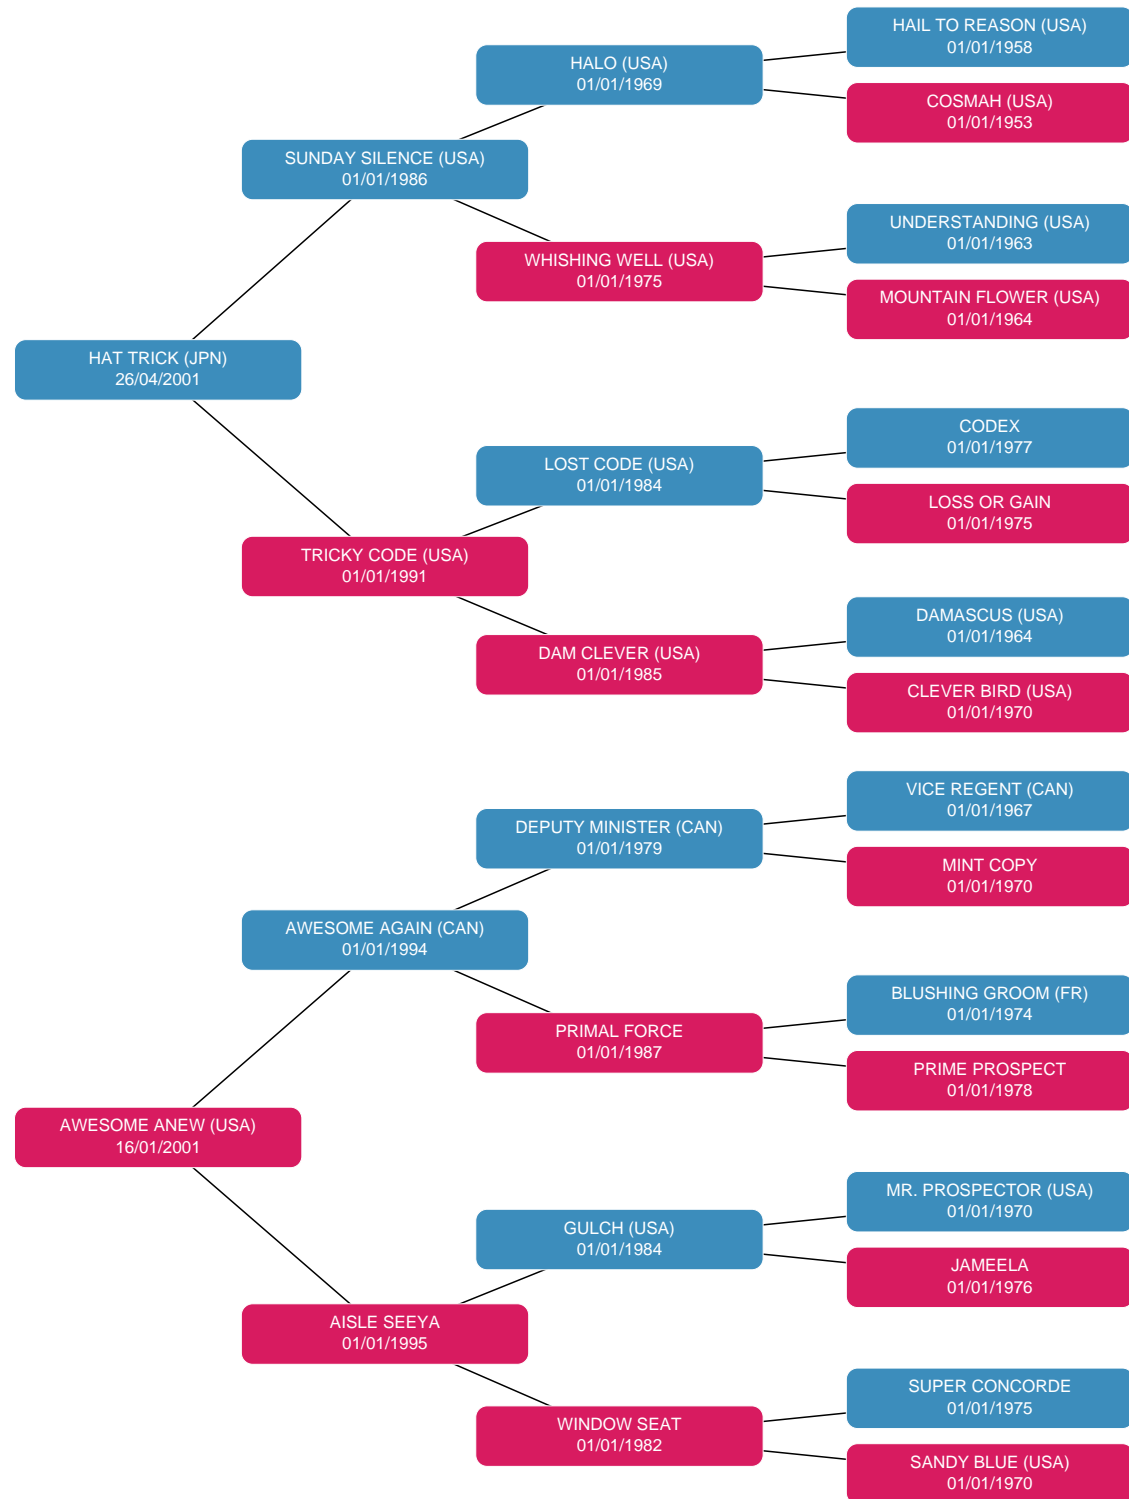 HAIL TO REASON (USA)
01/01/1958
HALO (USA)
01/01/1969
COSMAH (USA)
01/01/1953
SUNDAY SILENCE (USA)
01/01/1986
UNDERSTANDING (USA)
01/01/1963
WHISHING WELL (USA)
01/01/1975
MOUNTAIN FLOWER (USA)
01/01/1964
HAT TRICK (JPN)
26/04/2001
CODEX
01/01/1977
LOST CODE (USA)
01/01/1984
LOSS OR GAIN
01/01/1975
TRICKY CODE (USA)
01/01/1991
DAMASCUS (USA)
01/01/1964
DAM CLEVER (USA)
01/01/1985
CLEVER BIRD (USA)
01/01/1970
VICE REGENT (CAN)
01/01/1967
DEPUTY MINISTER (CAN)
01/01/1979
MINT COPY
01/01/1970
AWESOME AGAIN (CAN)
01/01/1994
BLUSHING GROOM (FR)
01/01/1974
PRIMAL FORCE
01/01/1987
PRIME PROSPECT
01/01/1978
AWESOME ANEW (USA)
16/01/2001
MR. PROSPECTOR (USA)
01/01/1970
GULCH (USA)
01/01/1984
JAMEELA
01/01/1976
AISLE SEEYA
01/01/1995
SUPER CONCORDE
01/01/1975
WINDOW SEAT
01/01/1982
SANDY BLUE (USA)
01/01/1970